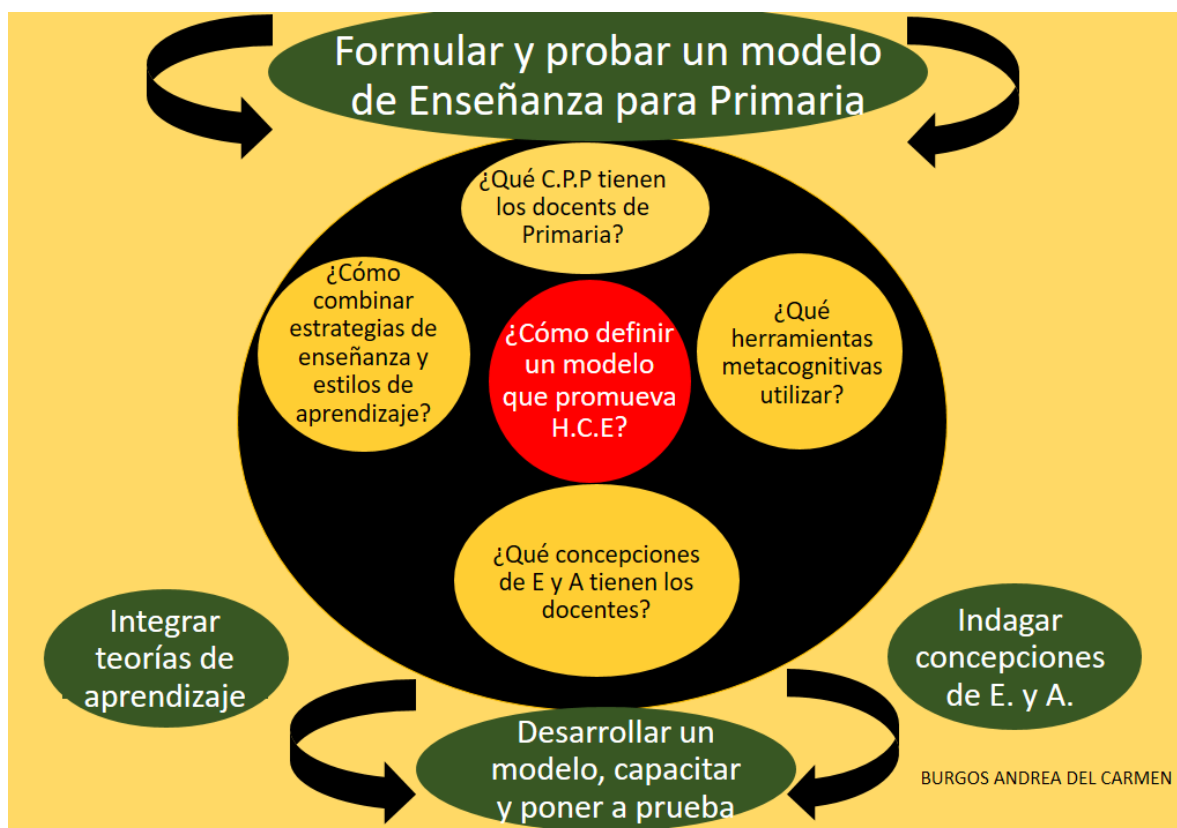 Formular y probar un modelo
de Enseñanza para Primaria
¿Qué C.P.P tienen
los docents de
Primaria?
¿Cómo
combinar
estrategias de
enseñanza y
estilos de
aprendizaje?
¿Cómo definir
un modelo
que promueva
H.C.E?
¿Qué
herramientas
metacognitivas
utilizar?
¿Qué concepciones
de E y A tienen los
docentes?
Integrar
teorías de
aprendizaje
Indagar
concepciones
de E. y A.
Desarrollar un
modelo, capacitar
y poner a prueba
BURGOS ANDREA DEL CARMEN